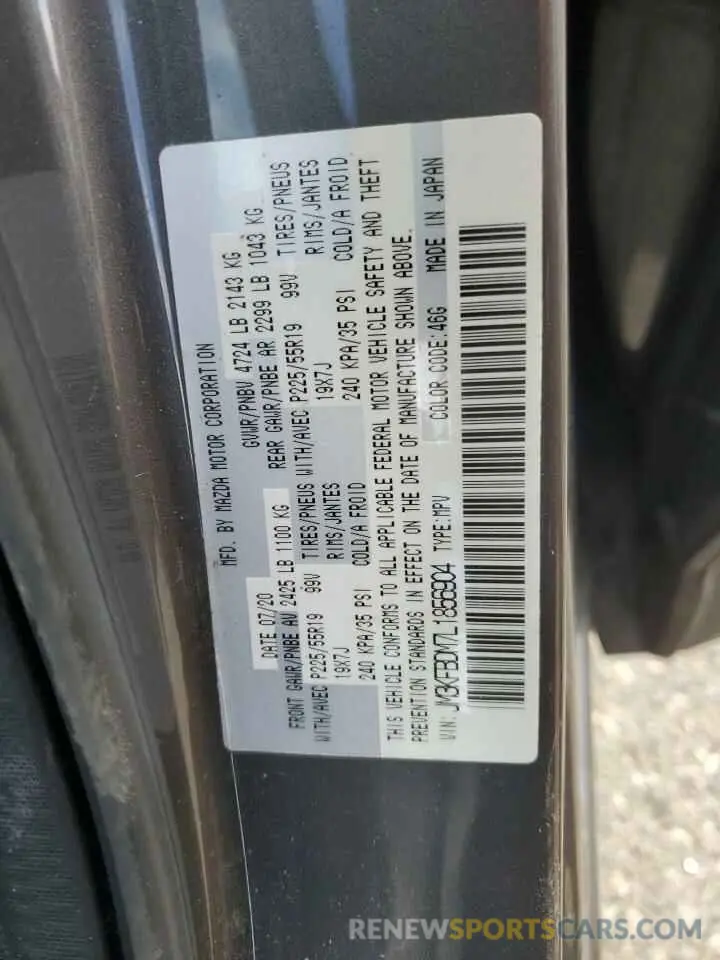 MFD. BY MAZDA MOTOR CORPORATION
DATE 07/20 GVWR/PNBV 4724 LB 2143 KG
FRONT GAWR/PNBE AV 2425 LB 1100 KG REAR GAWR/PNBE AR 2299 LB 1043 KG
WITH/AVEC P225/55R19 99V TIRES/PNEUS WITH/AVEC P225/55R19 99V TIRES/PNEUS
19X7J RIMS/JANTES 19X7J RIMS/JANTES
240 KPA/35 PSI COLD/A FROID 240 KPA/35 PSI COLD/A FROID
THIS VEHICLE CONFORMS TO ALL APPLICABLE FEDERAL MOTOR VEHICLE SAFETY AND THEFT
PREVENTION STANDARDS IN EFFECT ON THE DATE OF MANUFACTURE SHOWN ABOVE.
VIN: JM3KFBDM7L1856904 TYPE:MPV COLOR CODE:46G MADE IN JAPAN
RENEWSPORTSCARS.COM